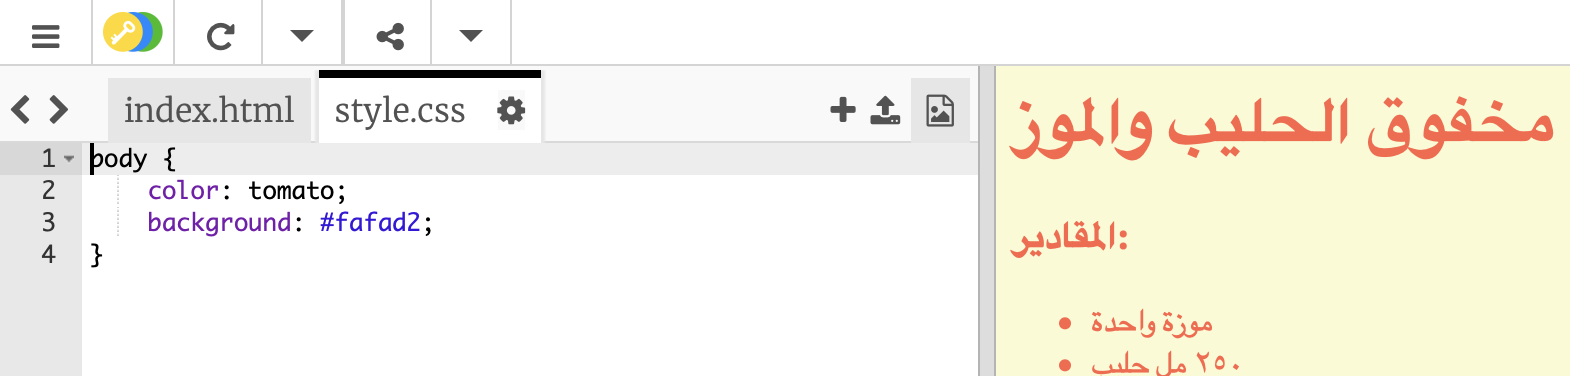 index.html
style.css
1 body {
2 color: tomato;
3 background: #fafad2;
4 }
مخفوق الحليب والموز
المقادير:
• موزة واحدة
• ٢٥٠ مل حليب